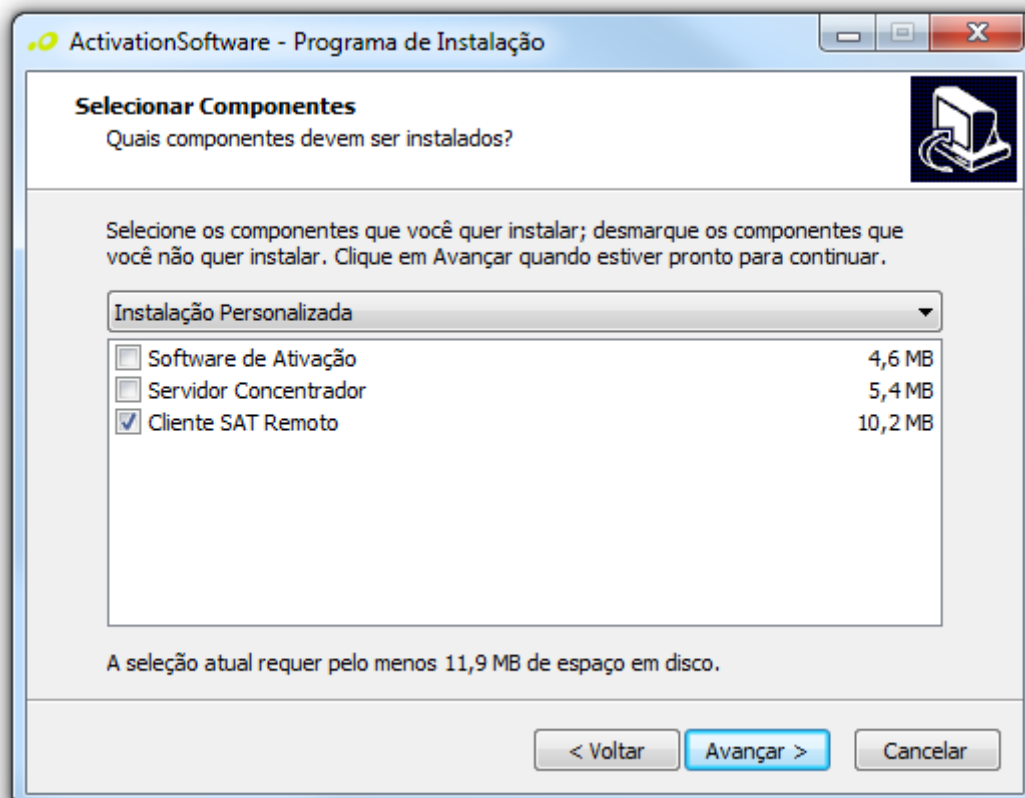 ActivationSoftware - Programa de Instalação
Selecionar Componentes
Quais componentes devem ser instalados?
Selecione os componentes que você quer instalar; desmarque os componentes que
você não quer instalar. Clique em Avançar quando estiver pronto para continuar.
Instalação Personalizada
Software de Ativação 4,6 MB
Servidor Concentrador 5,4 MB
Cliente SAT Remoto 10,2 MB
A seleção atual requer pelo menos 11,9 MB de espaço em disco.
< Voltar Avançar > Cancelar